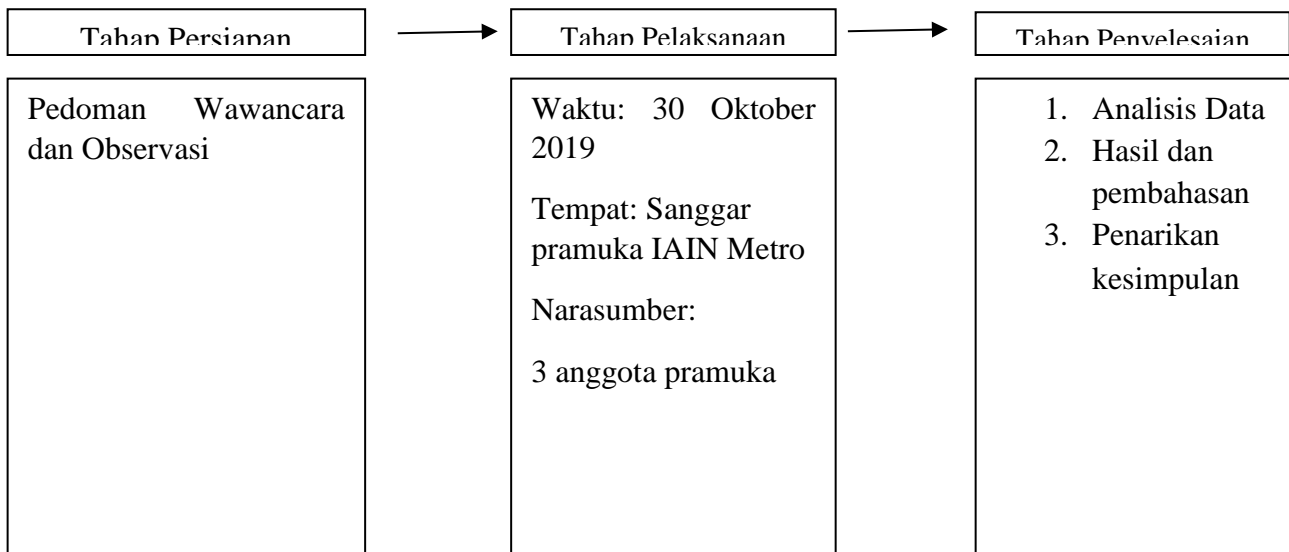 Tahap Persiapan
Tahap Pelaksanaan
Tahap Penyelesaian
Pedoman Wawancara
dan Observasi
Waktu: 30 Oktober
2019
Tempat: Sanggar
pramuka IAIN Metro
Narasumber:
3 anggota pramuka
1. Analisis Data
2. Hasil dan
pembahasan
3. Penarikan
kesimpulan